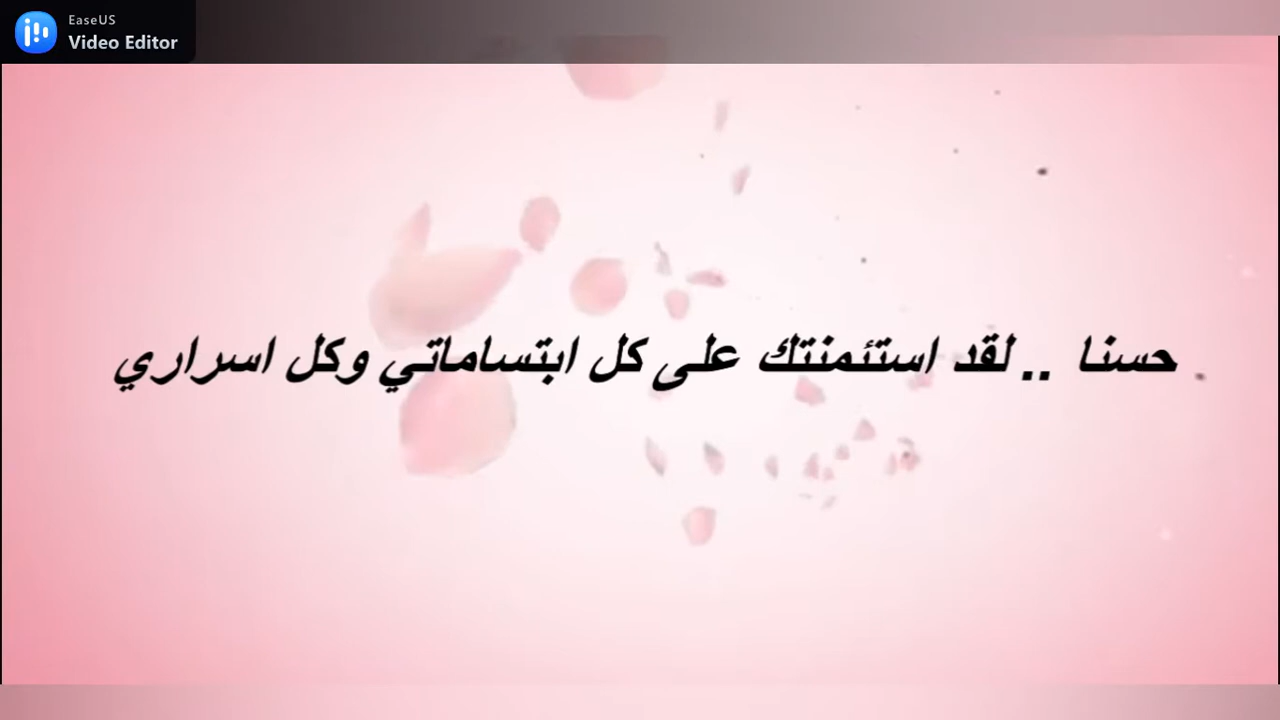 EaseUS
Video Editor
حسنا .. لقد استئمنتك على كل ابتساماتي وكل اسراري